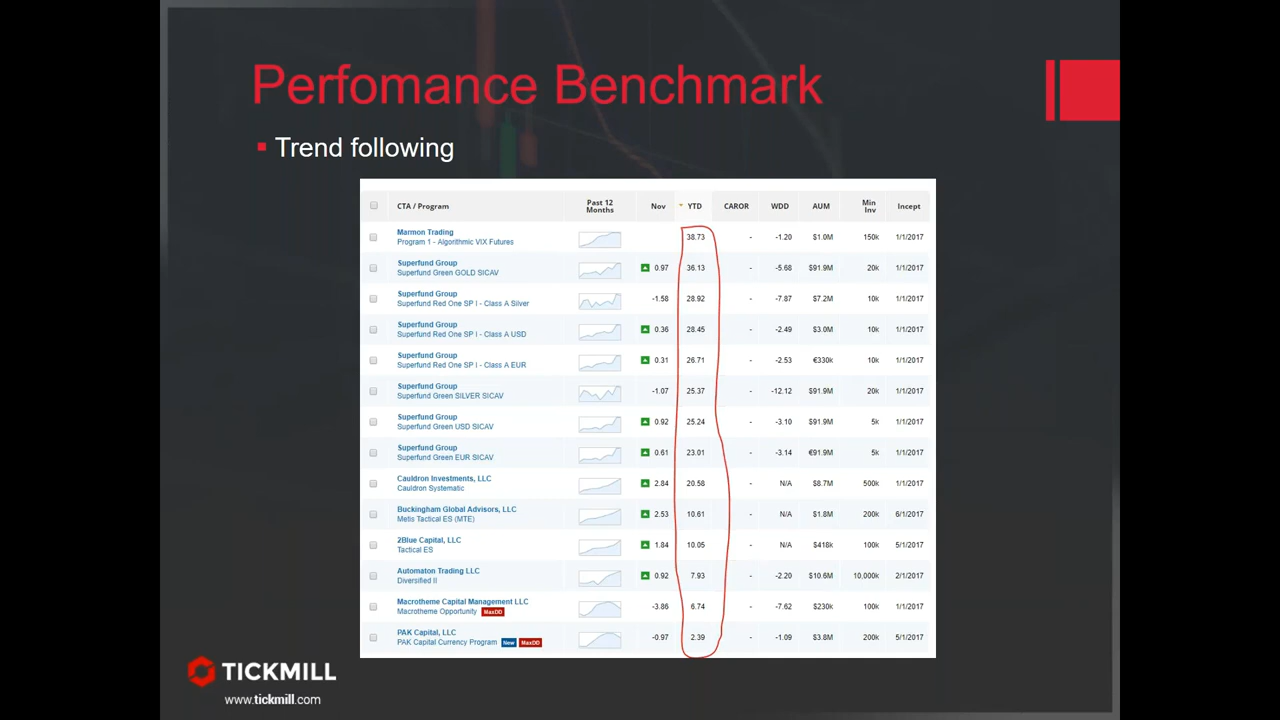 Perfomance Benchmark
Trend following
CTA / Program Past 12 Months Nov YTD CAROR WDD AUM Min Inv Incept
Marmon Trading
Program 1 - Algorithmic VIX Futures 38.73 - -1.20 $1.0M 150k 1/1/2017
Superfund Group
Superfund Green GOLD SICAV 0.97 36.13 - -5.68 $91.9M 20k 1/1/2017
Superfund Group
Superfund Red One SP I - Class A Silver -1.58 28.92 - -7.87 $7.2M 10k 1/1/2017
Superfund Group
Superfund Red One SP I - Class A USD 0.36 28.45 - -2.49 $3.0M 10k 1/1/2017
Superfund Group
Superfund Red One SP I - Class A EUR 0.31 26.71 - -2.53 €330k 10k 1/1/2017
Superfund Group
Superfund Green SILVER SICAV -1.07 25.37 - -12.12 $91.9M 20k 1/1/2017
Superfund Group
Superfund Green USD SICAV 0.92 25.24 - -3.10 $91.9M 5k 1/1/2017
Superfund Group
Superfund Green EUR SICAV 0.61 23.01 - -3.14 €91.9M 5k 1/1/2017
Cauldron Investments, LLC
Cauldron Systematic 2.84 20.58 - N/A $8.7M 500k 1/1/2017
Buckingham Global Advisors, LLC
Metis Tactical ES (MTE) 2.53 10.61 - N/A $1.8M 200k 6/1/2017
2Blue Capital, LLC
Tactical ES 1.84 10.05 - N/A $418k 100k 5/1/2017
Automaton Trading LLC
Diversified II 0.92 7.93 - -2.20 $10.6M 10,000k 2/1/2017
Macrotheme Capital Management LLC
Macrotheme Opportunity MaxDD -3.86 6.74 - -7.62 $230k 100k 1/1/2017
PAK Capital, LLC
PAK Capital Currency Program New MaxDD -0.97 2.39 - -1.09 $3.8M 200k 5/1/2017
TICKMILL
www.tickmill.com